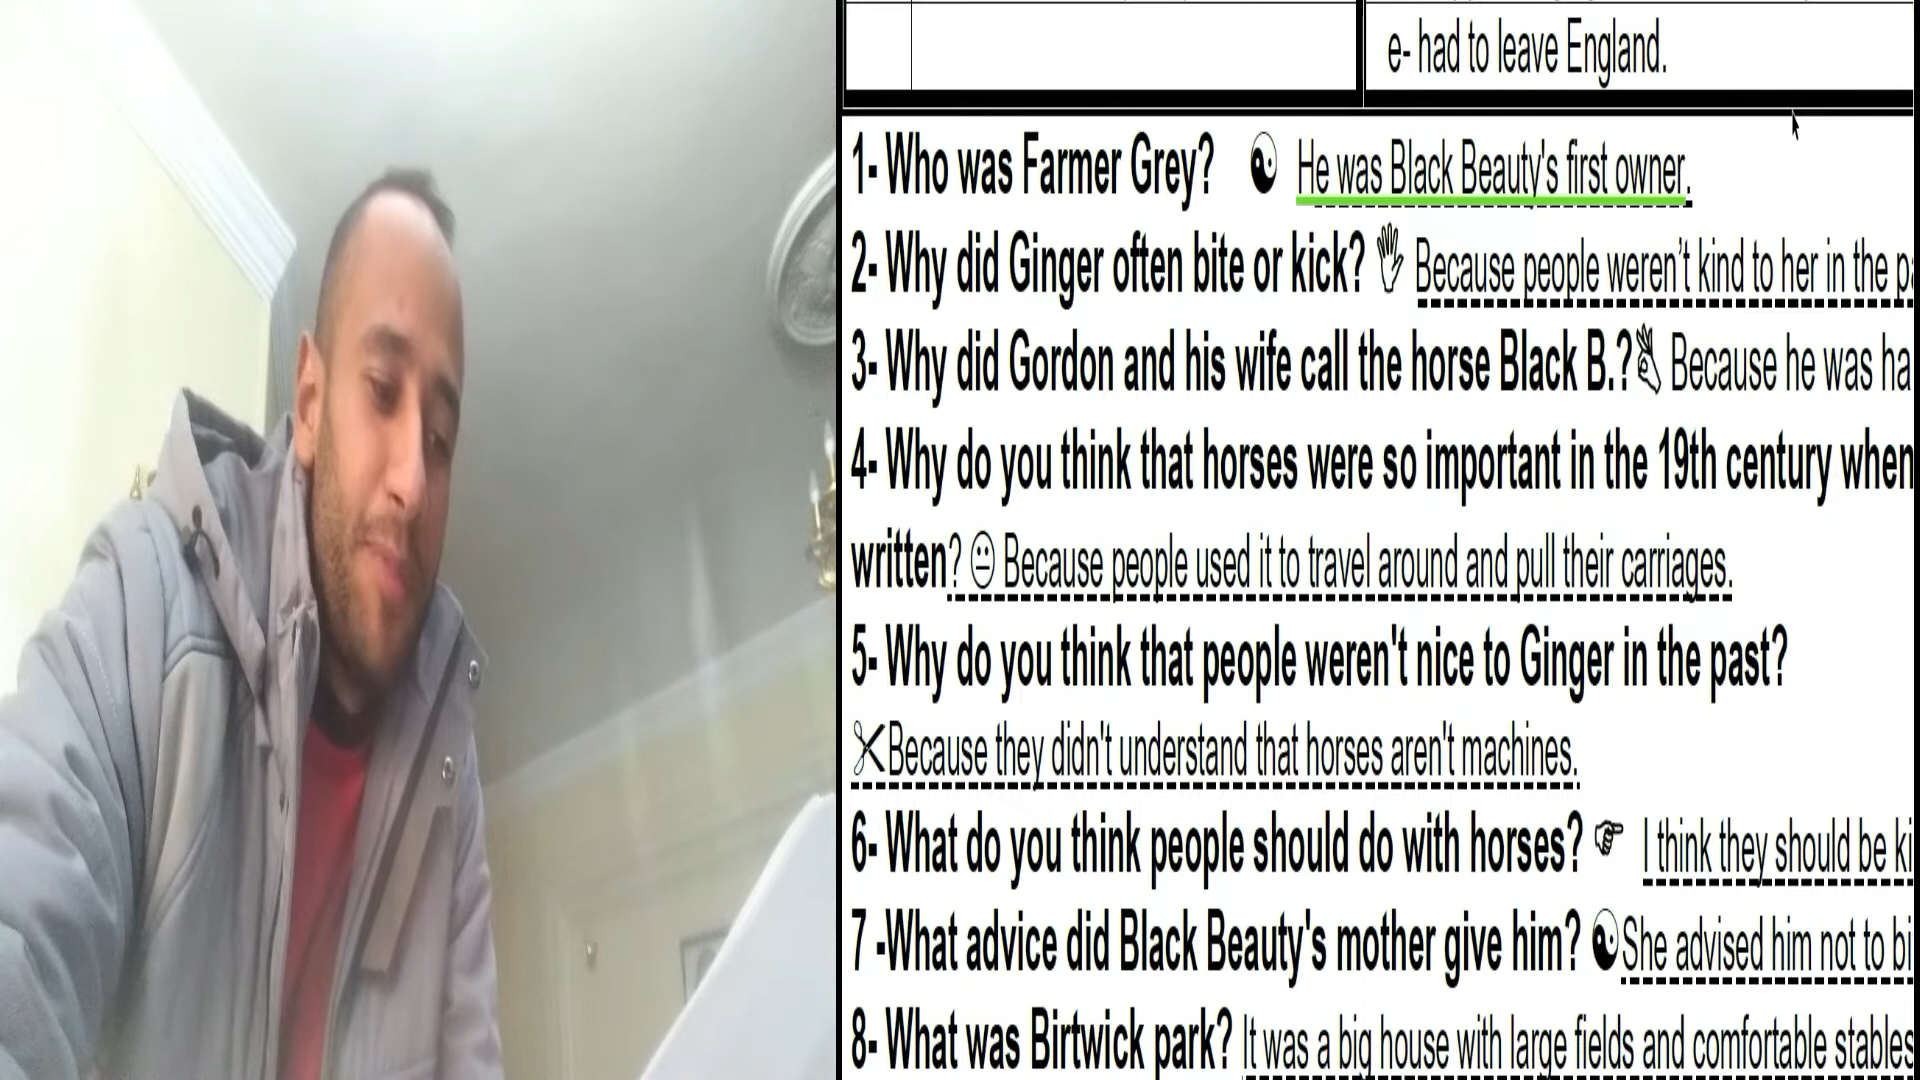 e- had to leave England.
1- Who was Farmer Grey? He was Black Beauty's first owner.
2- Why did Ginger often bite or kick? Because people weren't kind to her in the
3- Why did Gordon and his wife call the horse Black B.? Because he was
4- Why do you think that horses were so important in the 19th century when
written? Because people used it to travel around and pull their carriages.
5- Why do you think that people weren't nice to Ginger in the past?
Because they didn't understand that horses aren't machines.
6- What do you think people should do with horses? I think they should be
7 -What advice did Black Beauty's mother give him? She advised him not to
8- What was Birtwick park? It was a big house with large fields and comfortable stables